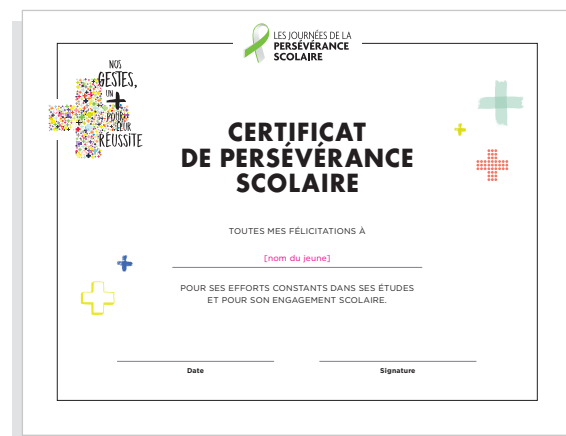 LES JOURNÉES DE LA
PERSÉVÉRANCE
SCOLAIRE
NOS
GESTES,
UN +
POUR
LEUR
RÉUSSITE
CERTIFICAT
DE PERSÉVÉRANCE
SCOLAIRE
TOUTES MES FÉLICITATIONS À
[nom du jeune]
POUR SES EFFORTS CONSTANTS DANS SES ÉTUDES
ET POUR SON ENGAGEMENT SCOLAIRE.
Date
Signature